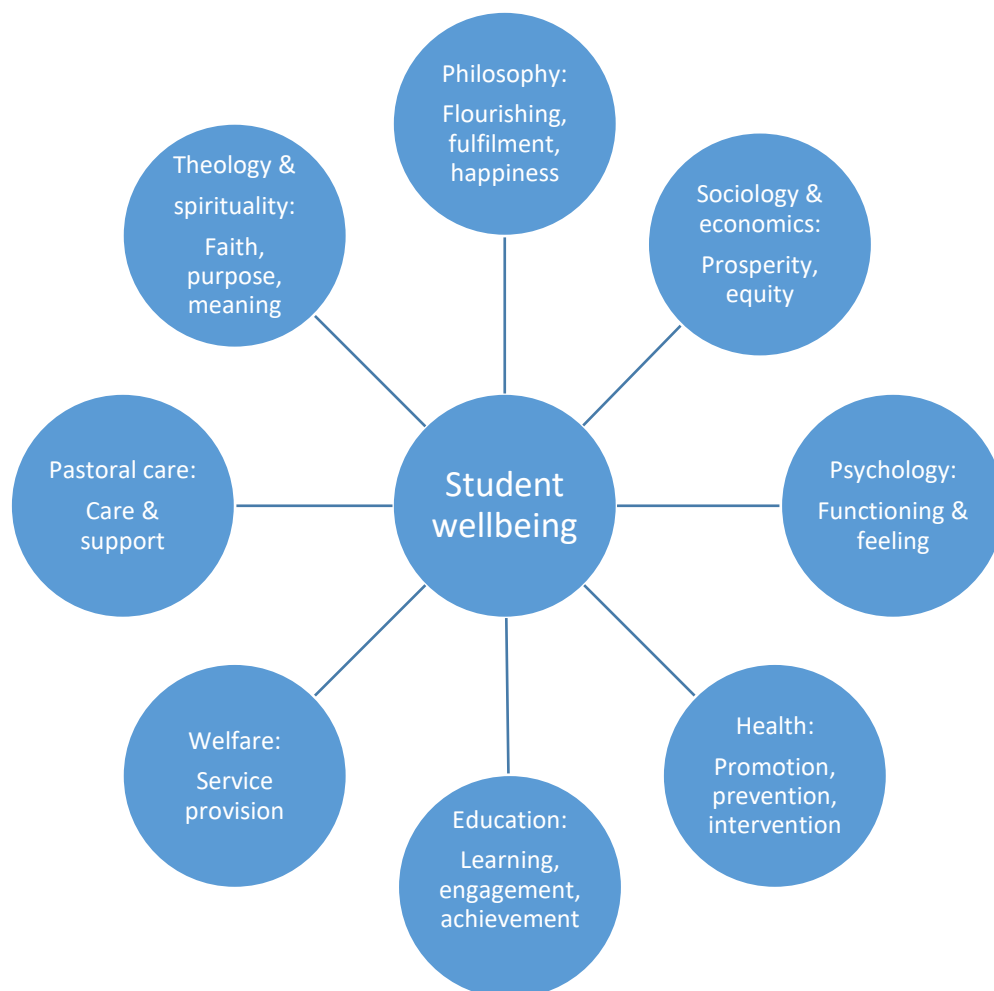 Philosophy:
Flourishing,
fulfilment,
happiness
Theology &
spirituality:
Faith,
purpose,
meaning
Sociology &
economics:
Prosperity,
equity
Pastoral care:
Care &
support
Student
wellbeing
Psychology:
Functioning &
feeling
Welfare:
Service
provision
Health:
Promotion,
prevention,
intervention
Education:
Learning,
engagement,
achievement